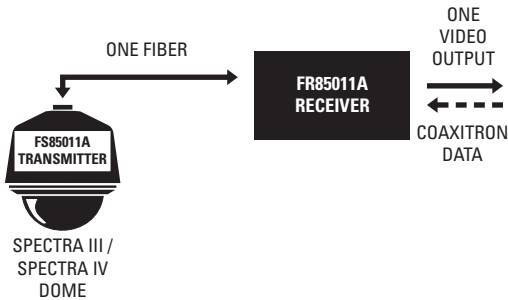 ONE
VIDEO
OUTPUT
ONE FIBER
FR85011A
RECEIVER
COAXITRON
DATA
FS85011A
TRANSMITTER
SPECTRA III /
SPECTRA IV
DOME